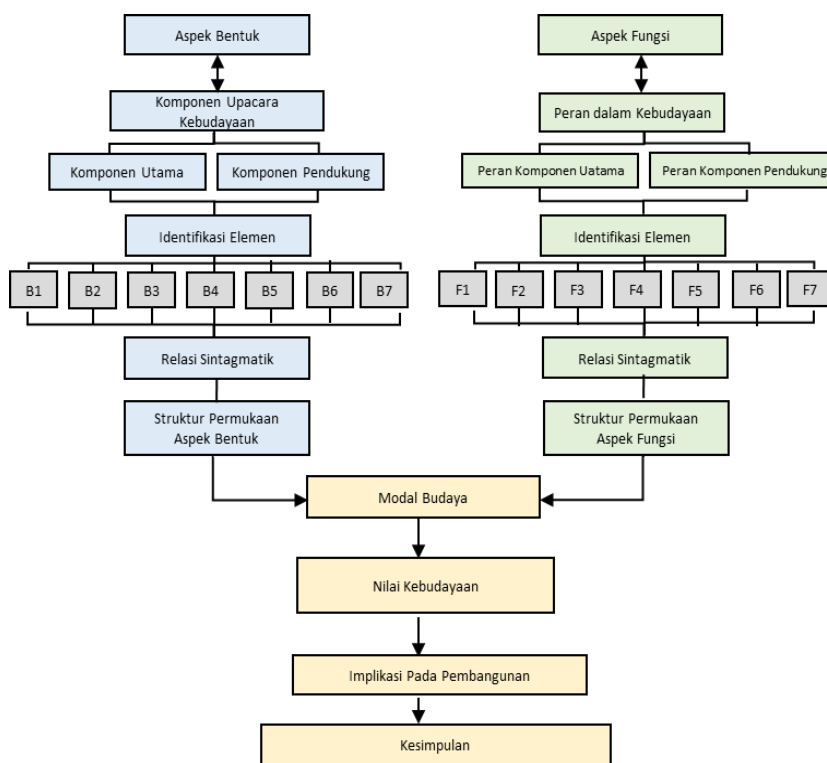 Aspek Bentuk
Aspek Fungsi
Komponen Upacara
Kebudayaan
Peran dalam Kebudayaan
Komponen Utama
Komponen Pendukung
Peran Komponen Uatama
Peran Komponen Pendukung
Identifikasi Elemen
Identifikasi Elemen
B1
B2
B3
B4
B5
B6
B7
F1
F2
F3
F4
F5
F6
F7
Relasi Sintagmatik
Relasi Sintagmatik
Struktur Permukaan
Aspek Bentuk
Struktur Permukaan
Aspek Fungsi
Modal Budaya
Nilai Kebudayaan
Implikasi Pada Pembangunan
Kesimpulan